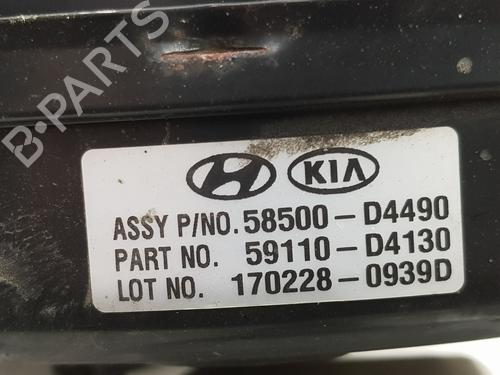 B-PARTS
KIA
ASSY P/NO. 58500-D4490
PART NO. 59110-D4130
LOT NO. 170228-0939D